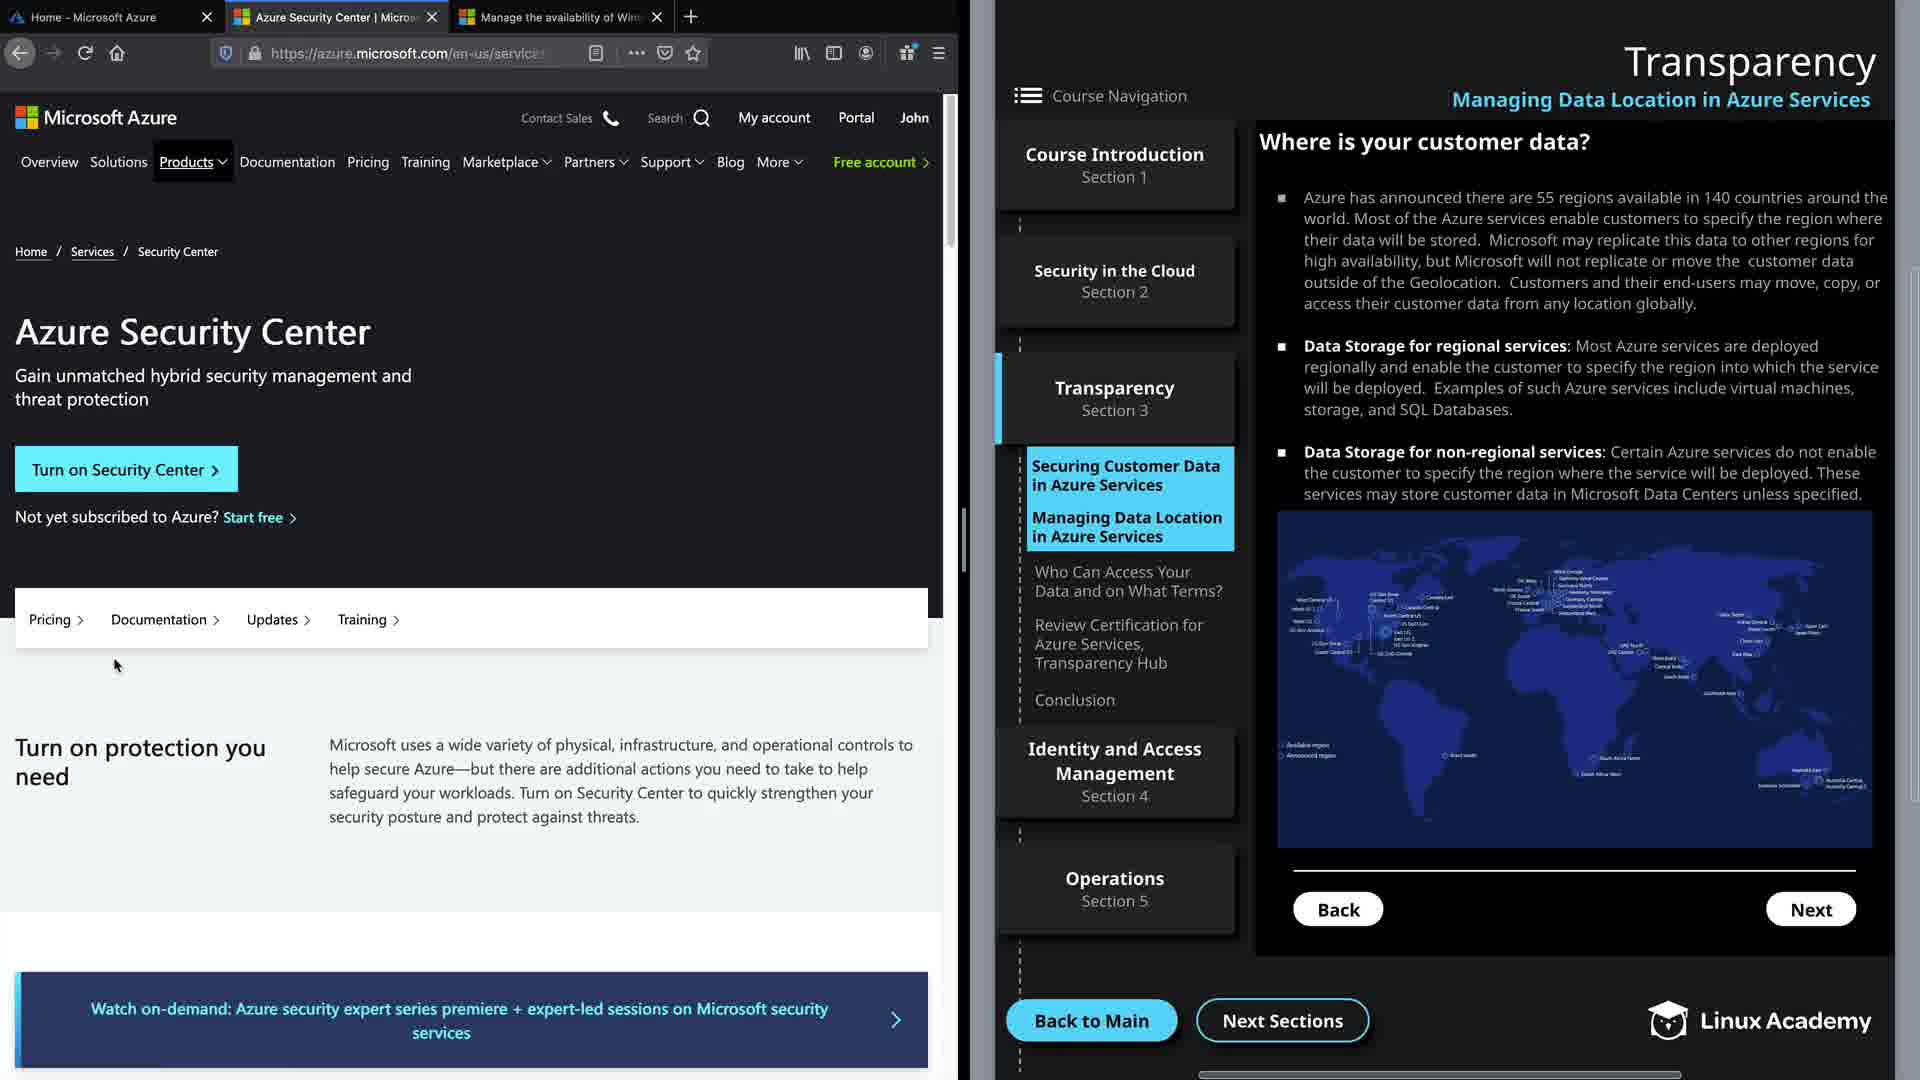 Home - Microsoft Azure
Azure Security Center | Micros
Manage the availability of Win
https://azure.microsoft.com/en-us/service
Microsoft Azure
Contact Sales
Search
My account
Portal
John
Overview
Solutions
Products
Documentation
Pricing
Training
Marketplace
Partners
Support
Blog
More
Free account
Home / Services / Security Center
Azure Security Center
Gain unmatched hybrid security management and
threat protection
Turn on Security Center
Not yet subscribed to Azure? Start free
Pricing
Documentation
Updates
Training
Turn on protection you
need
Microsoft uses a wide variety of physical, infrastructure, and operational controls to
help secure Azure—but there are additional actions you need to take to help
safeguard your workloads. Turn on Security Center to quickly strengthen your
security posture and protect against threats.
Watch on-demand: Azure security expert series premiere + expert-led sessions on Microsoft security
services
Transparency
Managing Data Location in Azure Services
Course Navigation
Course Introduction
Section 1
Security in the Cloud
Section 2
Transparency
Section 3
Securing Customer Data
in Azure Services
Managing Data Location
in Azure Services
Who Can Access Your
Data and on What Terms?
Review Certification for
Azure Services,
Transparency Hub
Conclusion
Identity and Access
Management
Section 4
Operations
Section 5
Where is your customer data?
Azure has announced there are 55 regions available in 140 countries around the
world. Most of the Azure services enable customers to specify the region where
their data will be stored. Microsoft may replicate this data to other regions for
high availability, but Microsoft will not replicate or move the customer data
outside of the Geolocation. Customers and their end-users may move, copy, or
access their customer data from any location globally.
Data Storage for regional services: Most Azure services are deployed
regionally and enable the customer to specify the region into which the service
will be deployed. Examples of such Azure services include virtual machines,
storage, and SQL Databases.
Data Storage for non-regional services: Certain Azure services do not enable
the customer to specify the region where the service will be deployed. These
services may store customer data in Microsoft Data Centers unless specified.
Available region
Announced region
Back
Next
Back to Main
Next Sections
Linux Academy